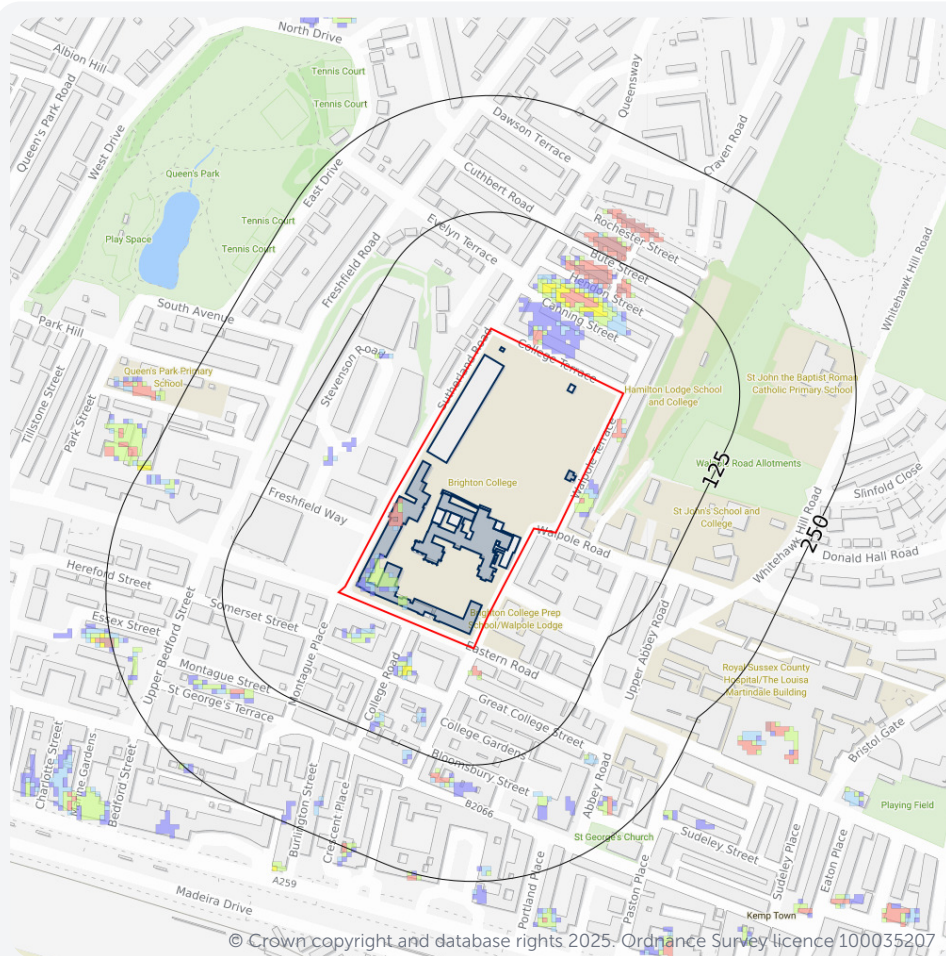 North Drive
Albion Hill
Queen's Park Road
West Drive
Tennis Court
Tennis Court
Queensway
Dawson Terrace
Craven Road
Queen's Park
Cuthbert Road
East Drive
Tennis Court
Play Space
Tennis Court
Evelyn Terrace
Rochester Street
Freshfield Road
Bute Street
Hendon Street
Canning Street
Whitehawk Hill Road
South Avenue
Park Hill
College Terrace
Stevenson Road
Sutherland Road
Queen's Park Primary
School
Hamilton Lodge School
and College
St John the Baptist Roman
Catholic Primary School
Tillstone Street
Park Street
Walpole Terrace
125
Walpole Road Allotments
Brighton College
Slinfold Close
Freshfield Way
St John's School and
College
250
Walpole Road
Whitehawk Hill Road
Donald Hall Road
Hereford Street
Somerset Street
Brighton College Prep
School/Walpole Lodge
Essex Street
Upper Bedford Street
Montague Place
Eastern Road
Upper Abbey Road
Montague Street
St George's Terrace
College Road
Royal Sussex County
Hospital/The Louisa
Martindale Building
Great College Street
College Gardens
Bristol Gate
Charlotte Street
Bedford Street
Bloomsbury Street
Abbey Road
B2066
Burlington Street
Crescent Place
Playing Field
St George's Church
Sudeley Street
Sudeley Place
Eaton Place
A259
Madeira Drive
Portland Place
Paston Place
Kemp Town
© Crown copyright and database rights 2025. Ordnance Survey licence 100035207